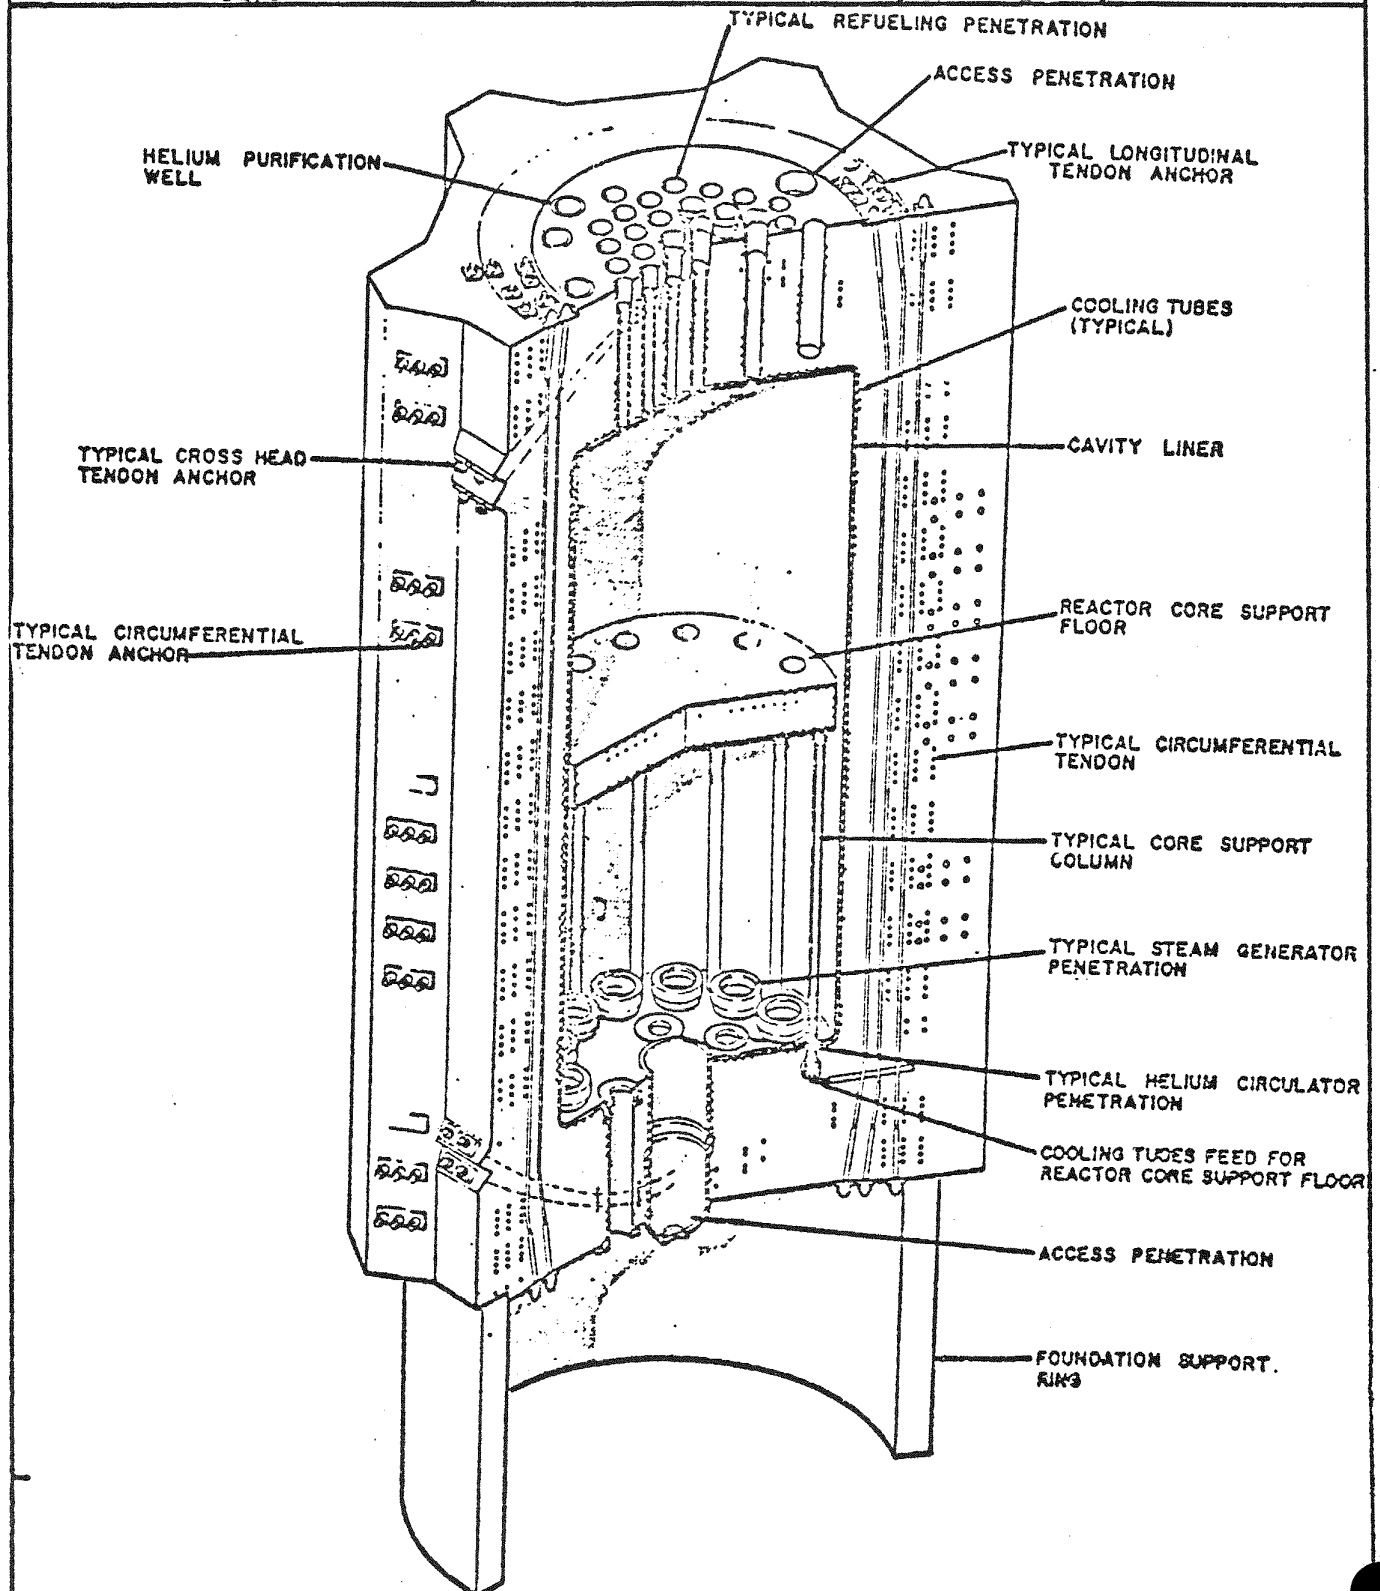 TYPICAL REFUELING PENETRATION
ACCESS PENETRATION
HELIUM PURIFICATION
WELL
TYPICAL LONGITUDINAL
TENDON ANCHOR
COOLING TUBES
(TYPICAL)
CAVITY LINER
TYPICAL CROSS HEAD
TENDON ANCHOR
REACTOR CORE SUPPORT
FLOOR
TYPICAL CIRCUMFERENTIAL
TENDON ANCHOR
TYPICAL CIRCUMFERENTIAL
TENDON
TYPICAL CORE SUPPORT
COLUMN
TYPICAL STEAM GENERATOR
PENETRATION
TYPICAL HELIUM CIRCULATOR
PENETRATION
COOLING TUBES FEED FOR
REACTOR CORE SUPPORT FLOOR
ACCESS PENETRATION
FOUNDATION SUPPORT.
RING